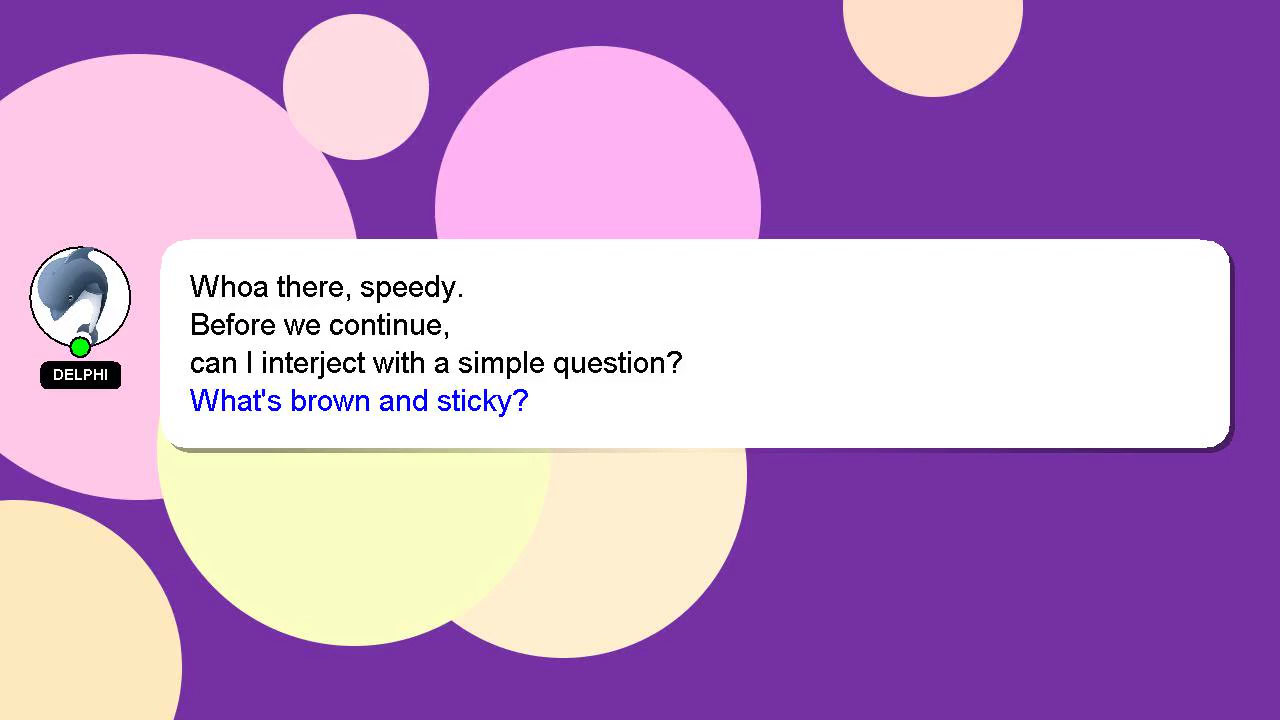 Whoa there, speedy.
Before we continue,
can I interject with a simple question?
What's brown and sticky?
DELPHI